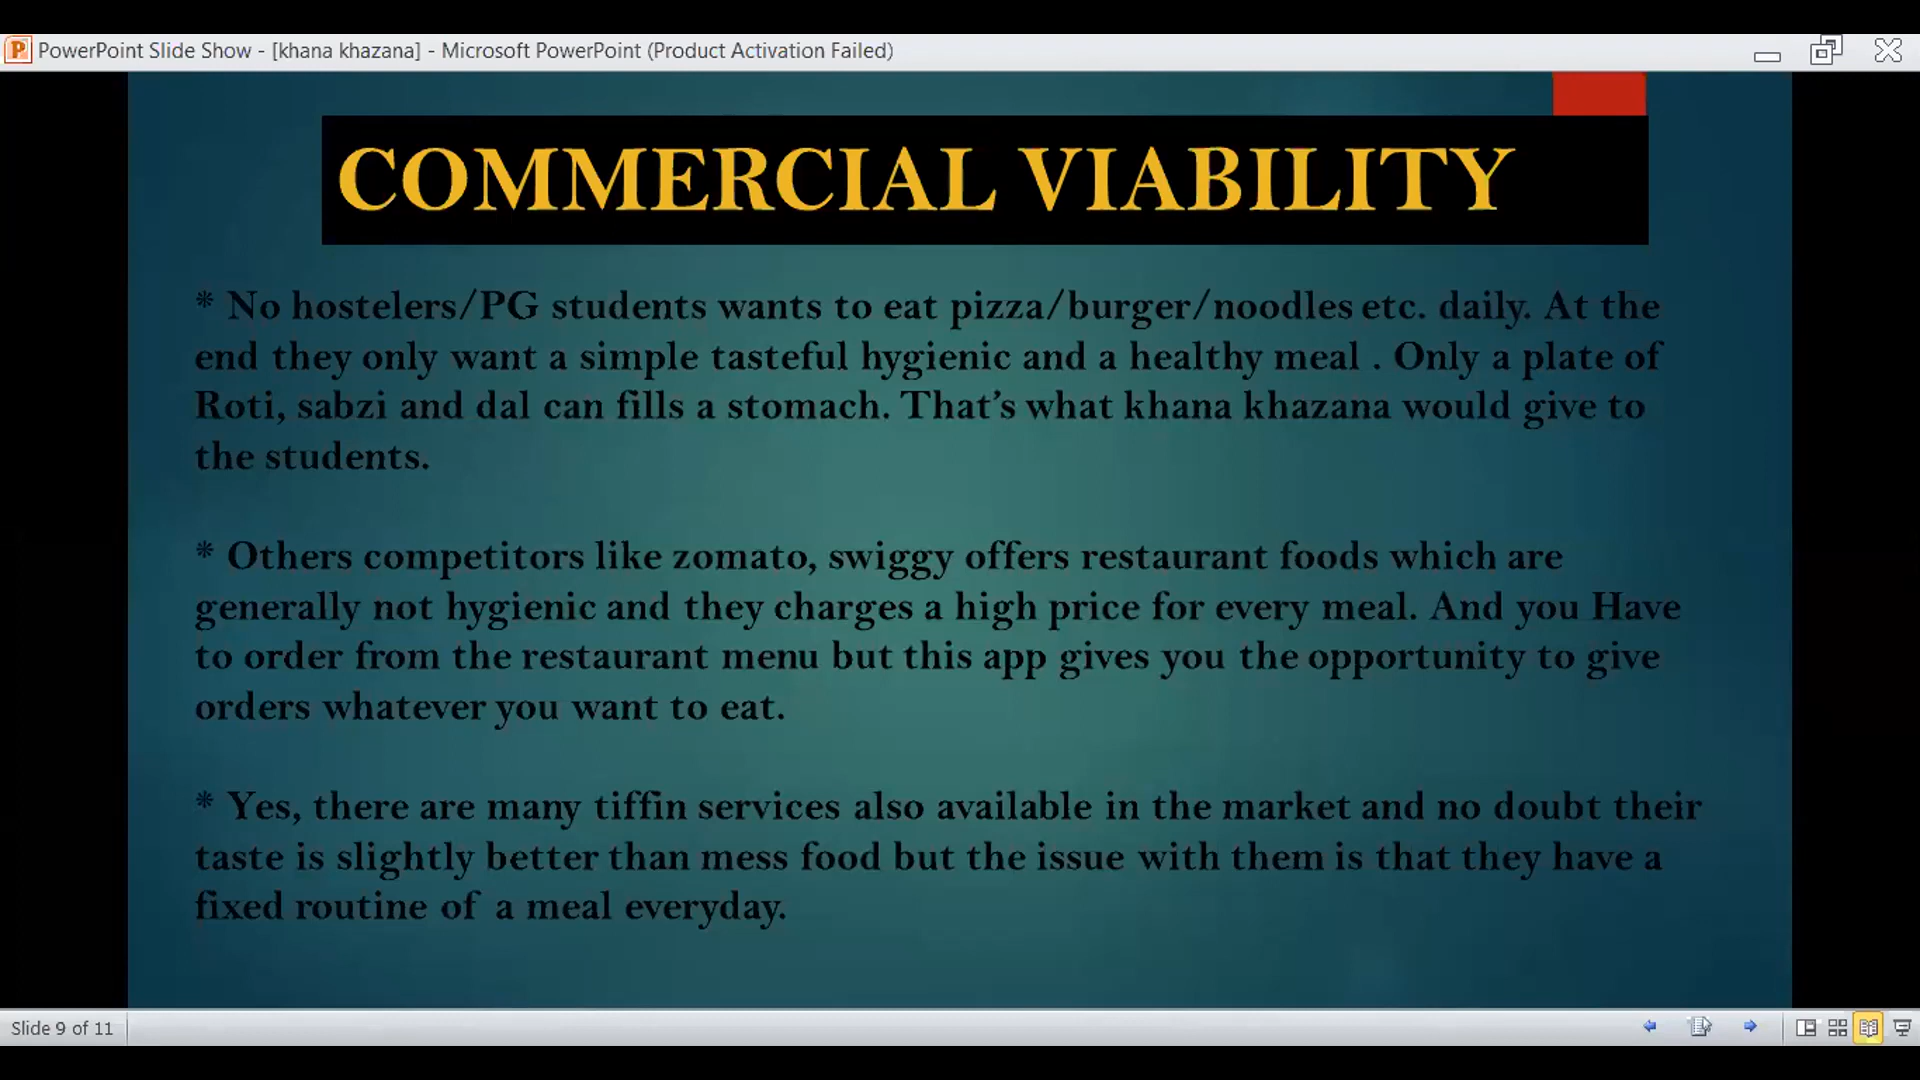 PowerPoint Slide Show - [khana khazana] - Microsoft PowerPoint (Product Activation Failed)
COMMERCIAL VIABILITY
* No hostelers/PG students wants to eat pizza/burger/noodles etc. daily. At the
end they only want a simple tasteful hygienic and a healthy meal . Only a plate of
Roti, sabzi and dal can fills a stomach. That’s what khana khazana would give to
the students.
* Others competitors like zomato, swiggy offers restaurant foods which are
generally not hygienic and they charges a high price for every meal. And you Have
to order from the restaurant menu but this app gives you the opportunity to give
orders whatever you want to eat.
* Yes, there are many tiffin services also available in the market and no doubt their
taste is slightly better than mess food but the issue with them is that they have a
fixed routine of a meal everyday.
Slide 9 of 11